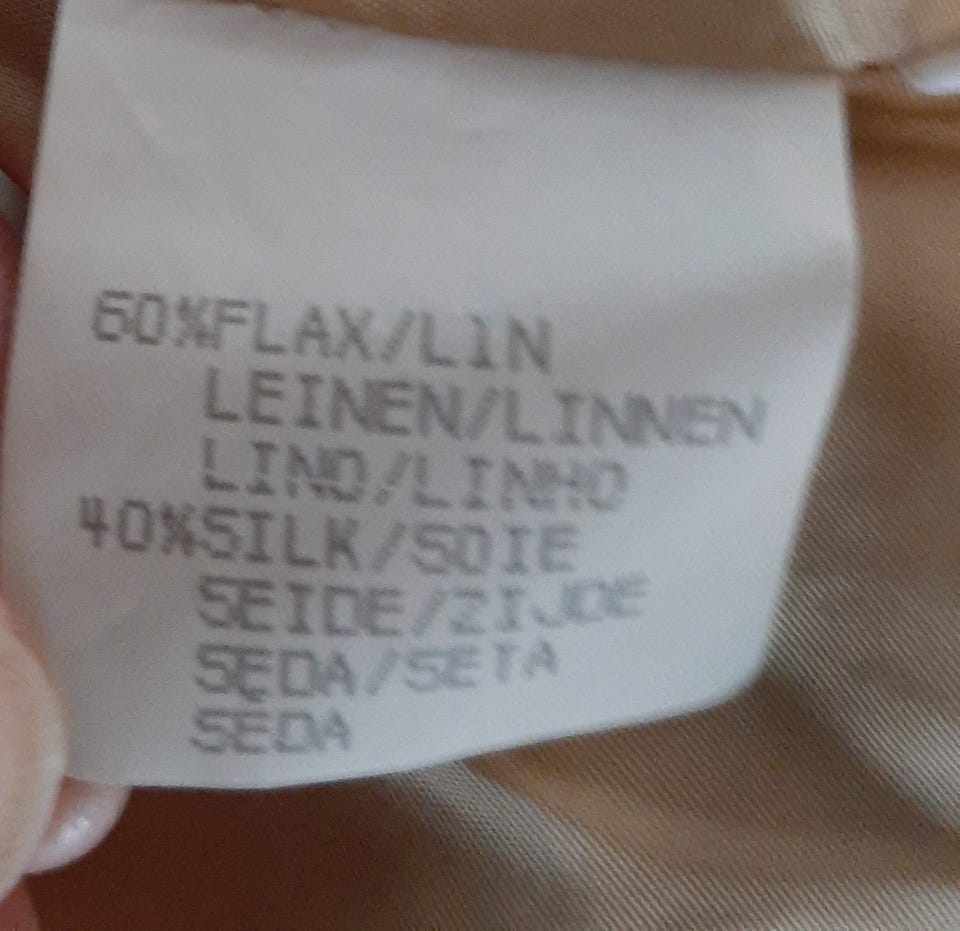 60%FLAX/LIN
LEINEN/LINNEN
LINO/LINHO
40%SILK/SOIE
SEIDE/ZIJDE
SEDA/SETA
SEDA